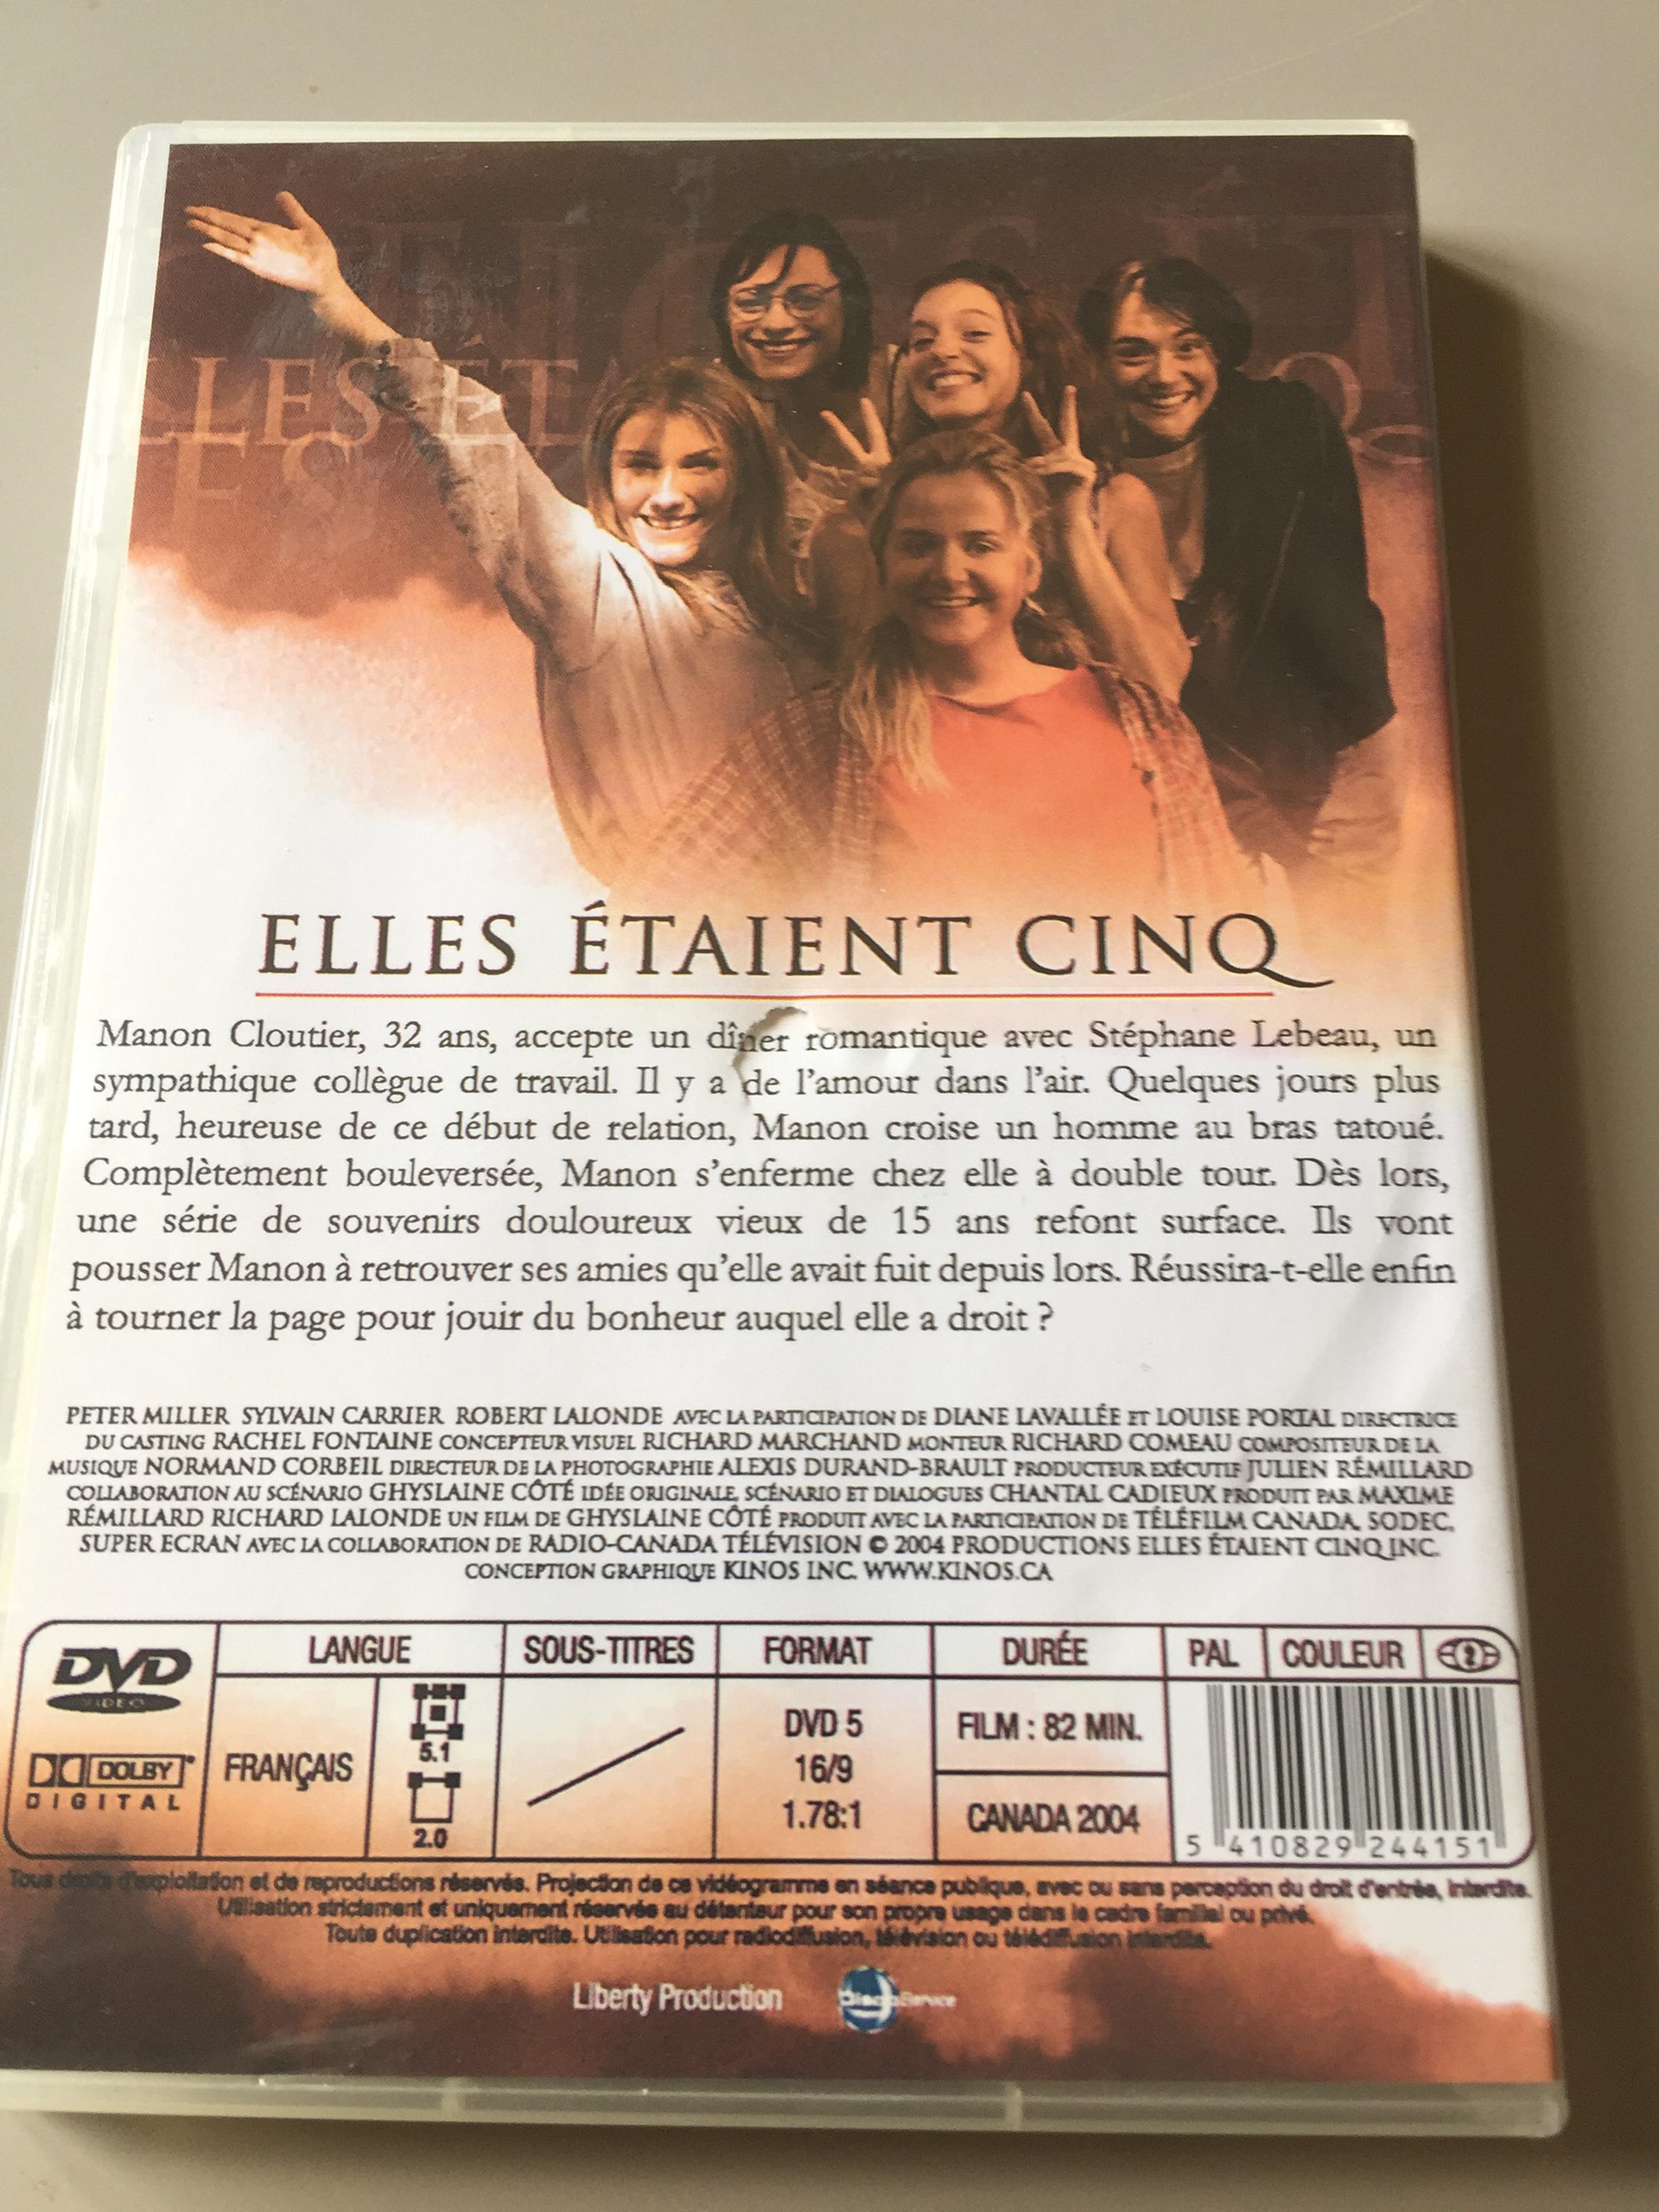 ELLES ÉTAIENT CINQ
Manon Cloutier, 32 ans, accepte un dîner romantique avec Stéphane Lebeau, un
sympathique collègue de travail. Il y a de l'amour dans l'air. Quelques jours plus
tard, heureuse de ce début de relation, Manon croise un homme au bras tatoué.
Complètement bouleversée, Manon s'enferme chez elle à double tour. Dès lors,
une série de souvenirs douloureux vieux de 15 ans refont surface. Ils vont
pousser Manon à retrouver ses amies qu'elle avait fuit depuis lors. Réussira-t-elle enfin
à tourner la page pour jouir du bonheur auquel elle a droit ?
PETER MILLER SYLVAIN CARRIER ROBERT LALONDE AVEC LA PARTICIPATION DE DIANE LAVALLÉE ET LOUISE PORTAL DIRECTRICE
DU CASTING RACHEL FONTAINE CONCEPTEUR VISUEL RICHARD MARCHAND MONTEUR RICHARD COMEAU COMPOSITEUR DE LA
MUSIQUE NORMAND CORBEIL DIRECTEUR DE LA PHOTOGRAPHIE ALEXIS DURAND-BRAULT PRODUCTEUR EXÉCUTIF JULIEN RÉMILLARD
COLLABORATION AU SCÉNARIO GHYSLAINE CÔTÉ IDÉE ORIGINALE, SCÉNARIO ET DIALOGUES CHANTAL CADIEUX PRODUIT PAR MAXIME
RÉMILLARD RICHARD LALONDE UN FILM DE GHYSLAINE CÔTÉ PRODUIT AVEC LA PARTICIPATION DE TÉLÉFILM CANADA, SODEC,
SUPER ECRAN AVEC LA COLLABORATION DE RADIO-CANADA TÉLÉVISION © 2004 PRODUCTIONS ELLES ÉTAIENT CINQ INC.
CONCEPTION GRAPHIQUE KINOS INC. WWW.KINOS.CA
DVD
VIDEO
DOLBY
DIGITAL
LANGUE
FRANÇAIS
5.1
2.0
SOUS-TITRES
FORMAT
DVD 5
16/9
1.78:1
DURÉE
FILM : 82 MIN.
CANADA 2004
PAL
COULEUR
2
5 410829 244151
Tous droits d'exploitation et de reproductions réservés. Projection de ce vidéogramme en séance publique, avec ou sans perception du droit d'entrée, interdite.
Utilisation strictement et uniquement réservée au détenteur pour son propre usage dans le cadre familial ou privé.
Toute duplication interdite. Utilisation pour radiodiffusion, télévision ou télédiffusion interdite.
Liberty Production